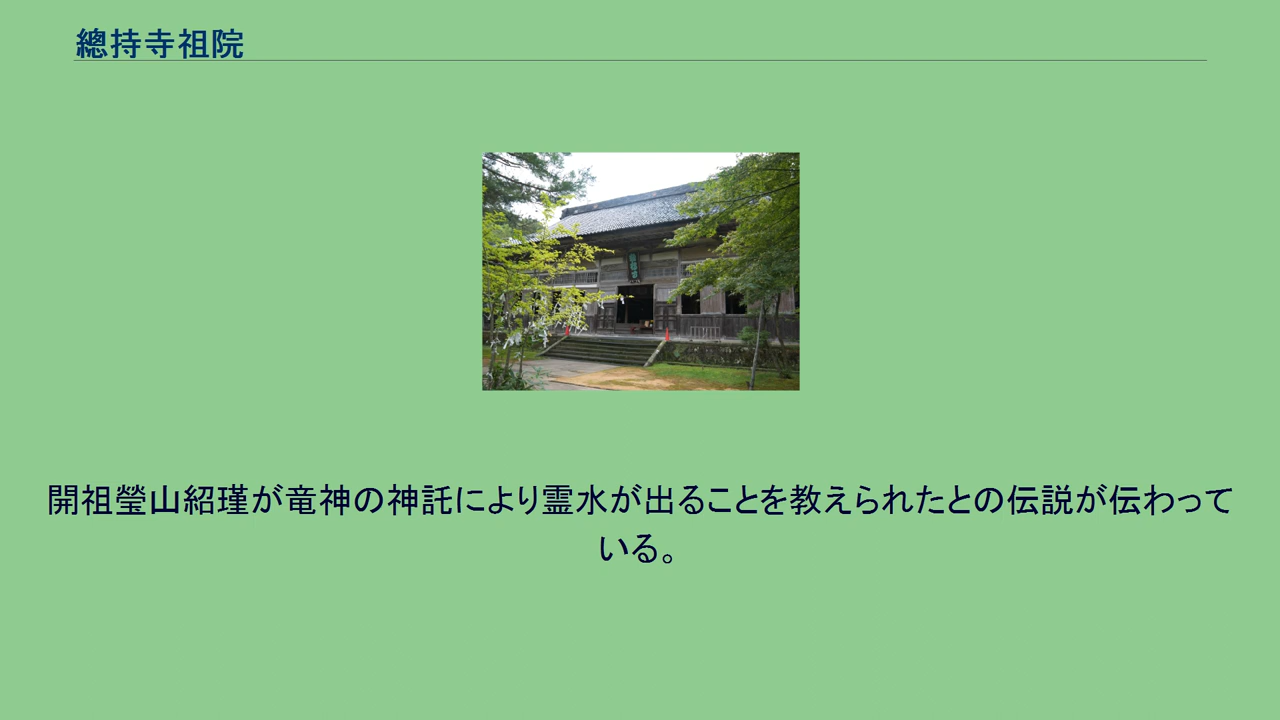 總持寺祖院
開祖瑩山紹瑾が竜神の神託により霊水が出ることを教えられたとの伝説が伝わって
いる。